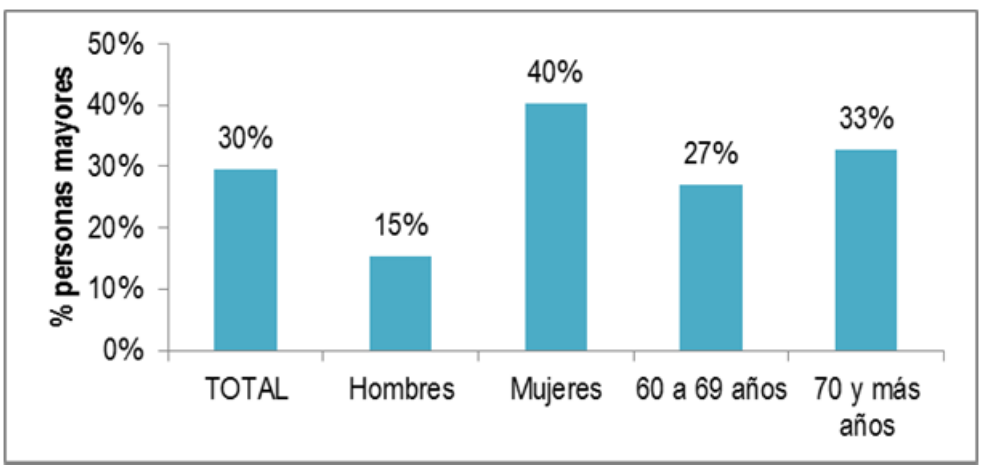 % personas mayores
50%
40%
30%
20%
10%
0%
30%
15%
40%
27%
33%
TOTAL
Hombres
Mujeres
60 a 69 años
70 y más
años